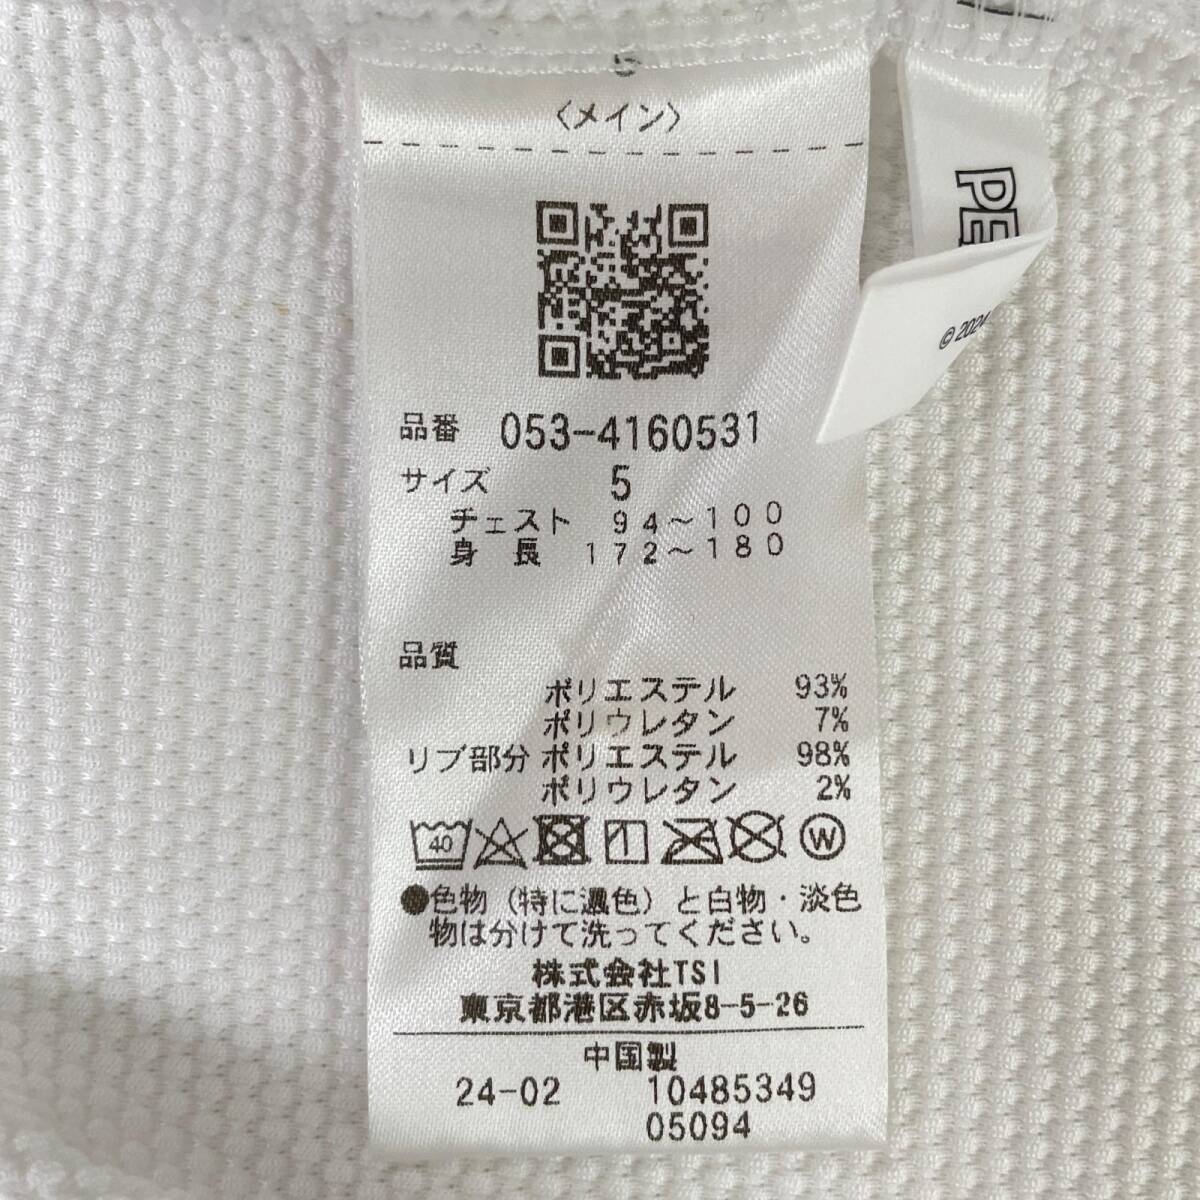 5
〈メイン〉
品番 053-4160531
サイズ 5
チェスト 94～100
身長 172～180
品質
ポリエステル 93%
ポリウレタン 7%
リブ部分 ポリエステル 98%
ポリウレタン 2%
40
W
●色物（特に濃色）と白物・淡色
物は分けて洗ってください。
株式会社TSI
東京都港区赤坂8-5-26
中国製
24-02 10485349
05094
PE
© 2024